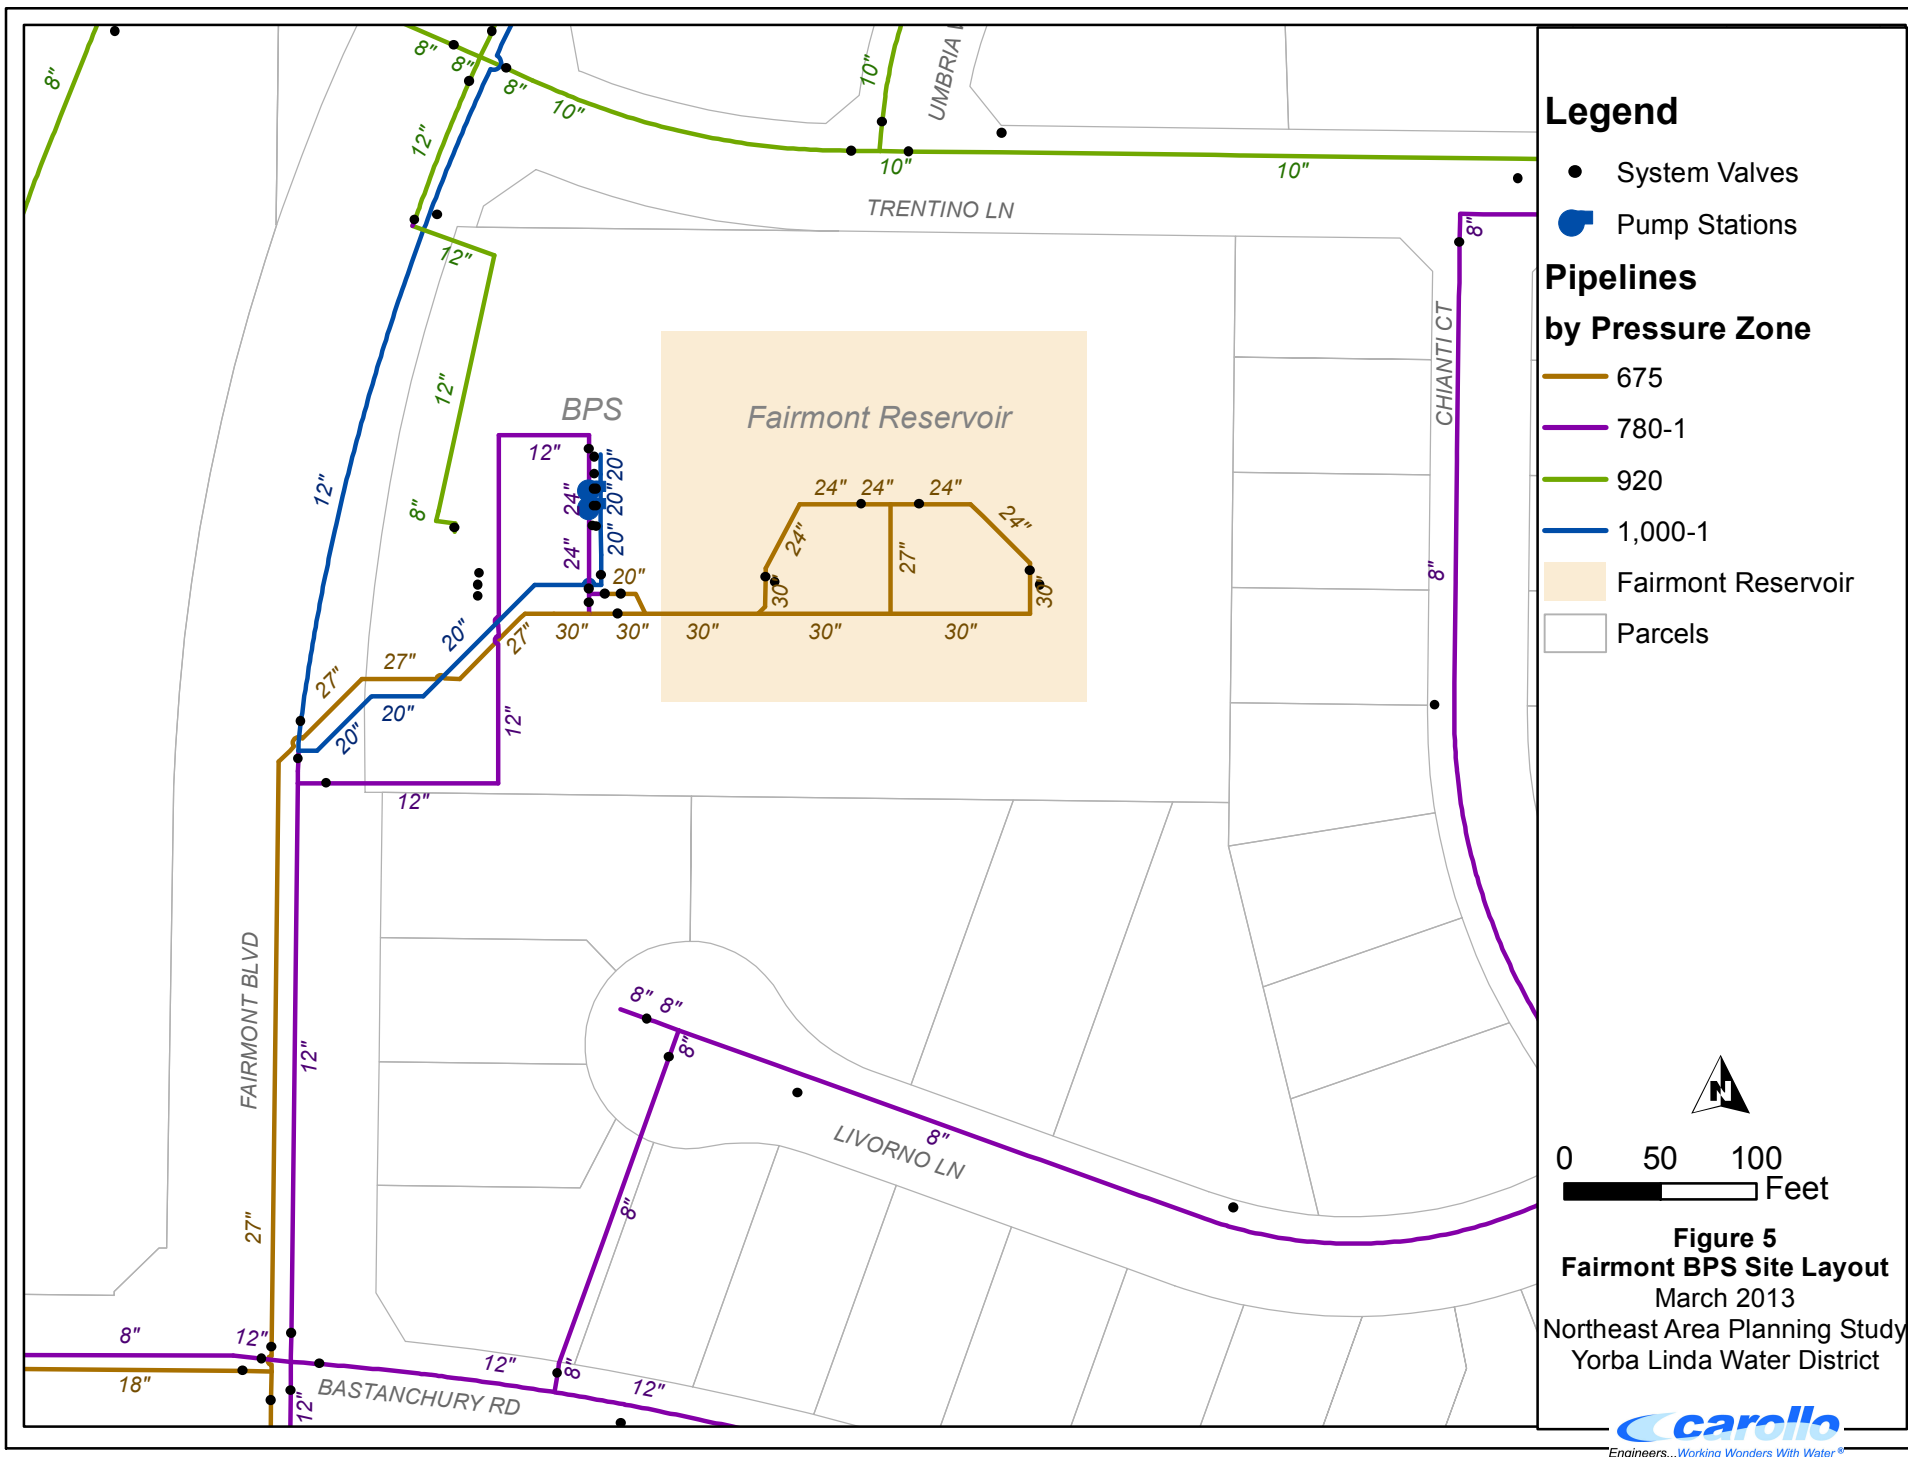 8"
8"
8"
8"
10"
10"
UMBRIA
12"
10"
10"
TRENTINO LN
8"
12"
12"
8"
12"
BPS
Fairmont Reservoir
CHIANTI CT
12"
20"
24"
20"
24"
20"
20"
24"
24"
24"
24"
24"
27"
30"
30"
8"
20"
27"
30"
30"
30"
30"
30"
27"
27"
20"
20"
12"
12"
FAIRMONT BLVD
12"
27"
8"
8"
8"
8"
8"
LIVORNO LN
8"
12"
18"
12"
12"
8"
12"
BASTANCHURY RD
Legend
System Valves
Pump Stations
Pipelines
by Pressure Zone
675
780-1
920
1,000-1
Fairmont Reservoir
Parcels
N
0 50 100
Feet
Figure 5
Fairmont BPS Site Layout
March 2013
Northeast Area Planning Study
Yorba Linda Water District
carollo
Engineers...Working Wonders With Water ®